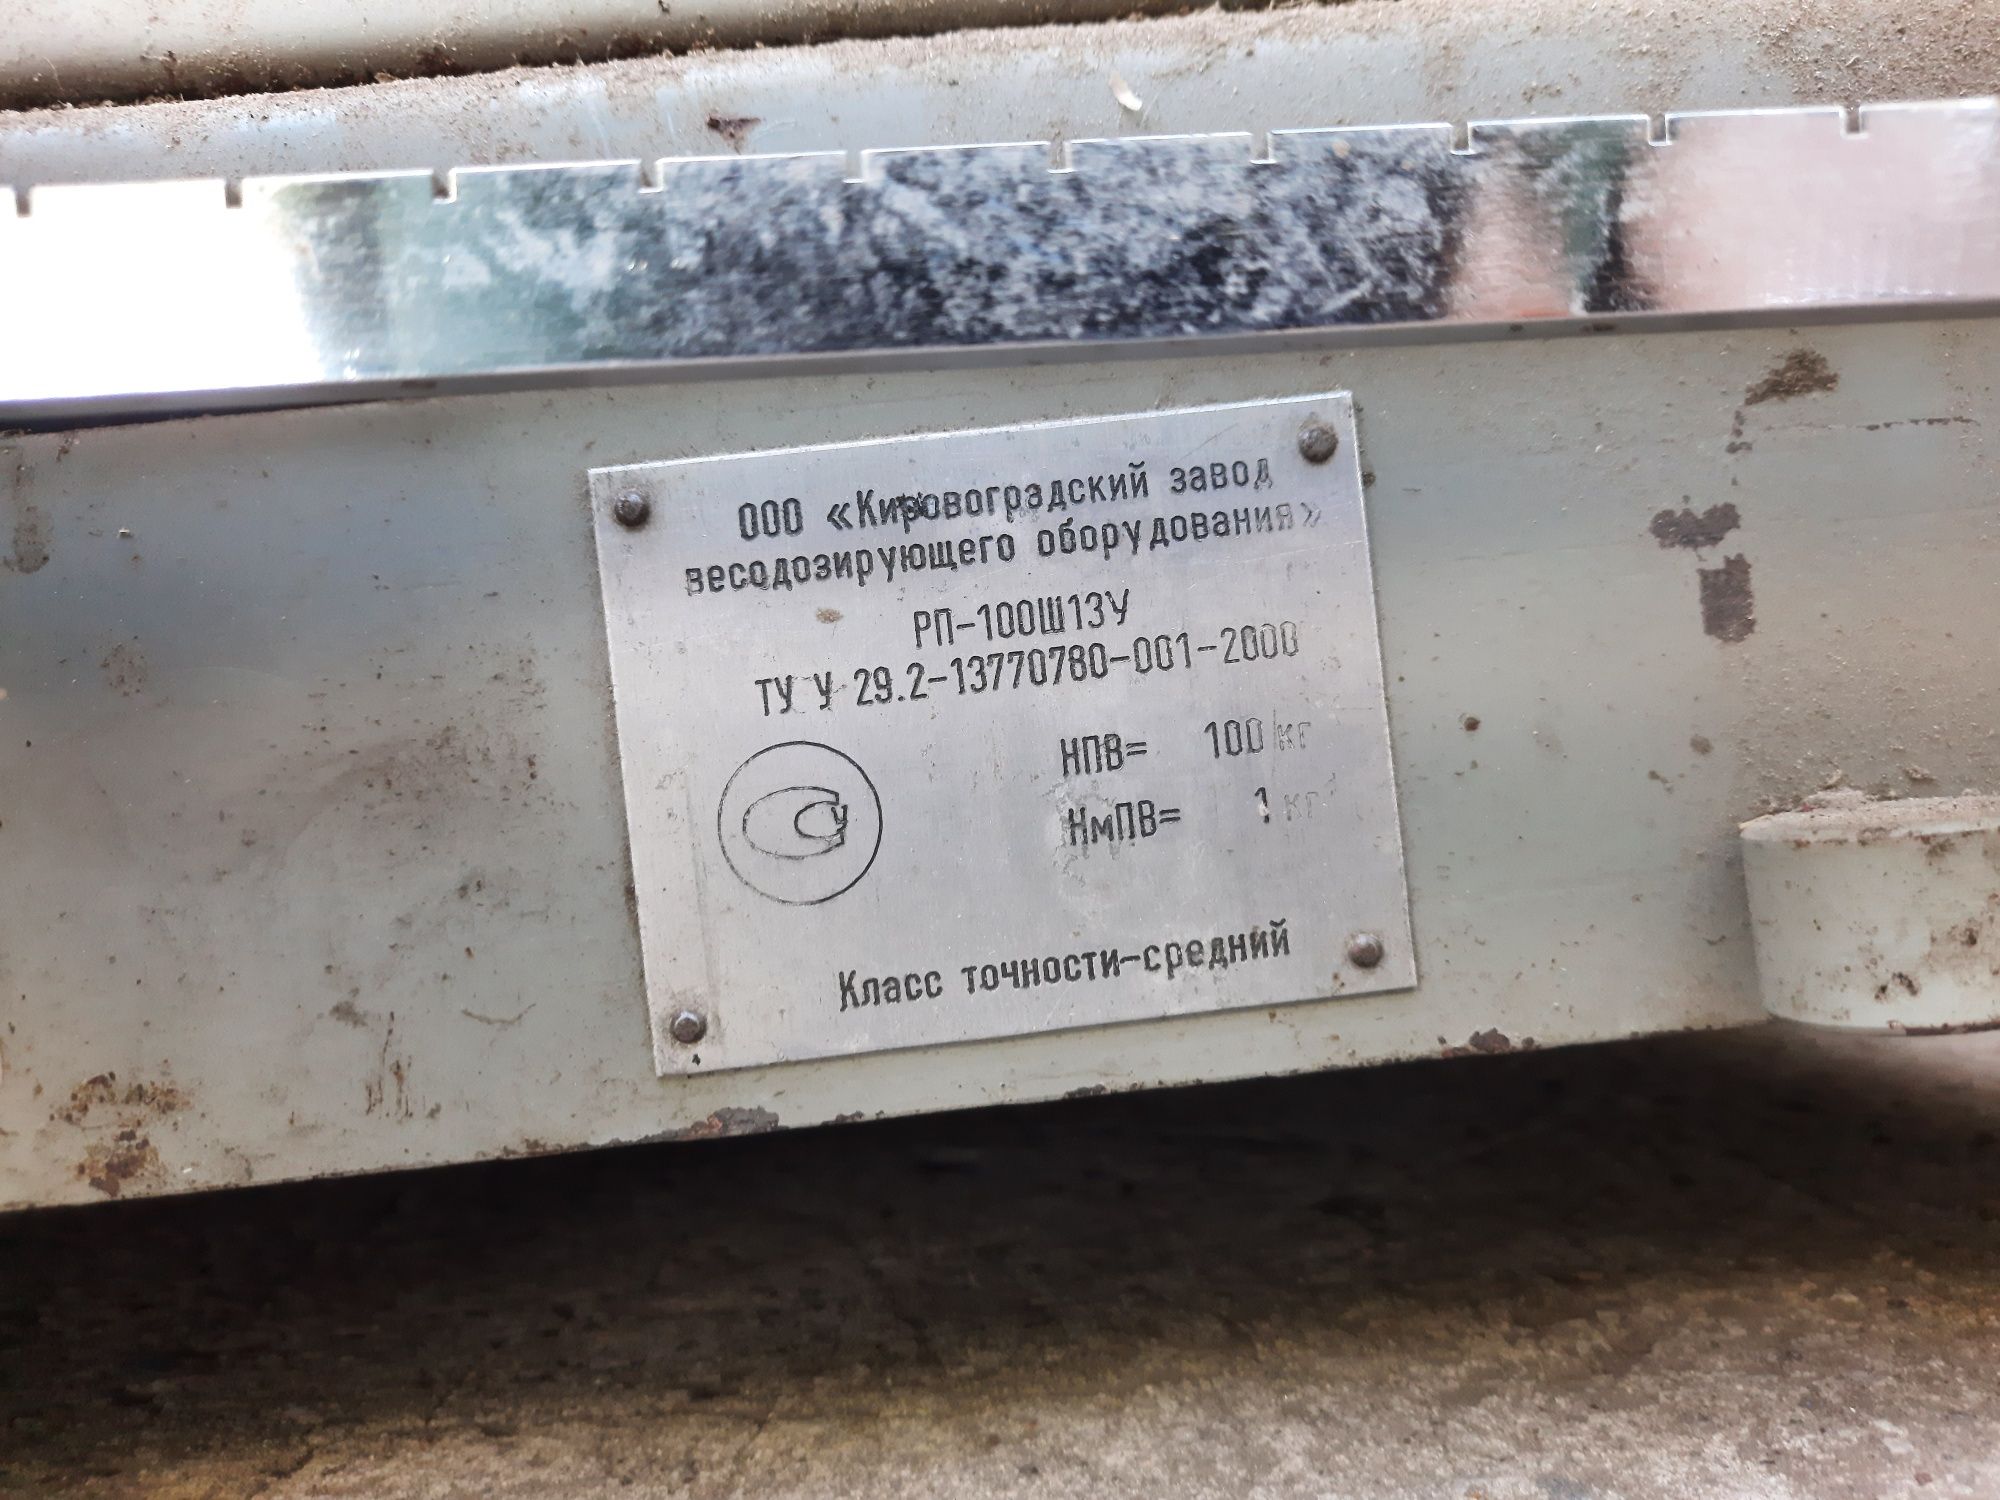 ООО «Кировоградский завод
весодозирующего оборудования»
РП-100Ш13У
ТУ У 29.2-13770780-001-2000
НПВ= 100 кг
НмПВ= 1 кг
Класс точности-средний